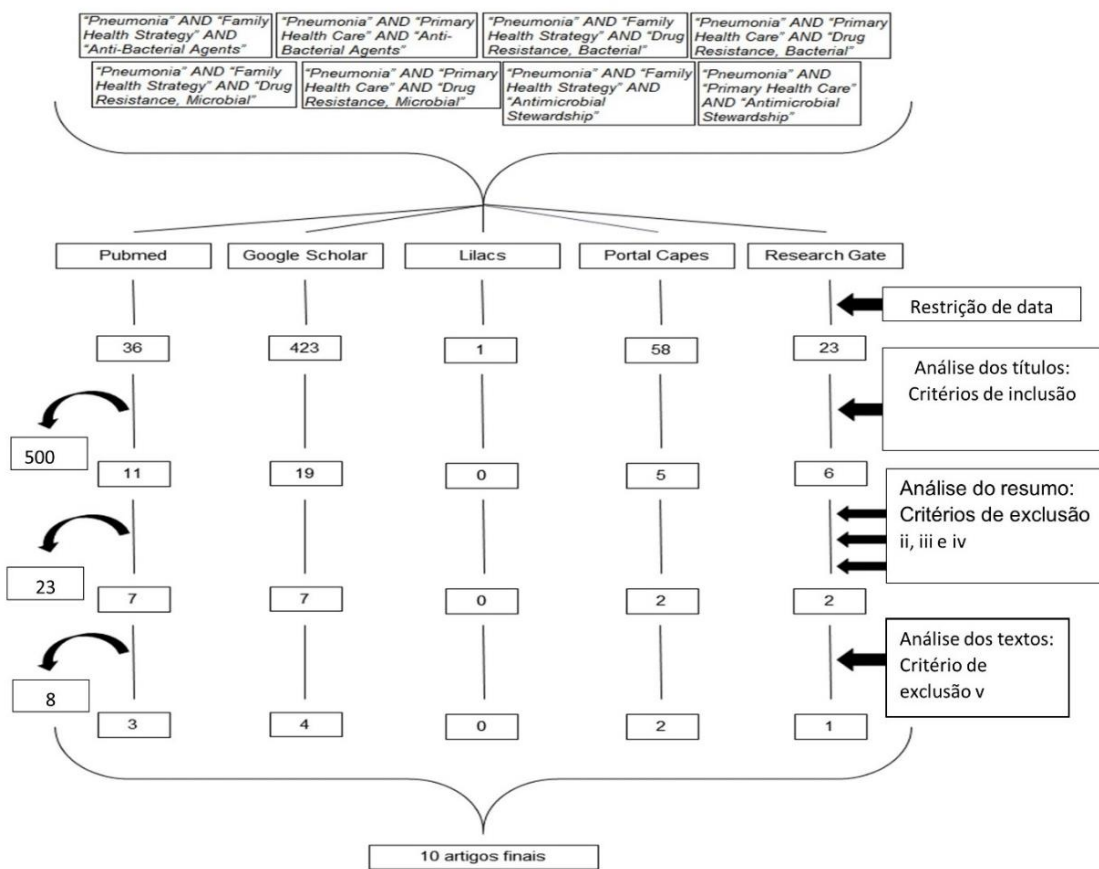 "Pneumonia" AND "Family
Health Strategy" AND
"Anti-Bacterial Agents"
"Pneumonia" AND "Primary
Health Care" AND "Anti-
Bacterial Agents"
"Pneumonia" AND "Family
Health Strategy" AND "Drug
Resistance, Bacterial"
"Pneumonia" AND "Primary
Health Care" AND "Drug
Resistance, Bacterial"
"Pneumonia" AND "Family
Health Strategy" AND "Drug
Resistance, Microbial"
"Pneumonia" AND "Primary
Health Care" AND "Drug
Resistance, Microbial"
"Pneumonia" AND "Family
Health Strategy" AND
"Antimicrobial
Stewardship"
"Pneumonia" AND
"Primary Health Care"
AND "Antimicrobial
Stewardship"
Pubmed
Google Scholar
Lilacs
Portal Capes
Research Gate
Restrição de data
36
423
1
58
23
Análise dos títulos:
Critérios de inclusão
500
11
19
0
5
6
Análise do resumo:
Critérios de exclusão
ii, iii e iv
23
7
7
0
2
2
Análise dos textos:
Critério de
exclusão v
8
3
4
0
2
1
10 artigos finais